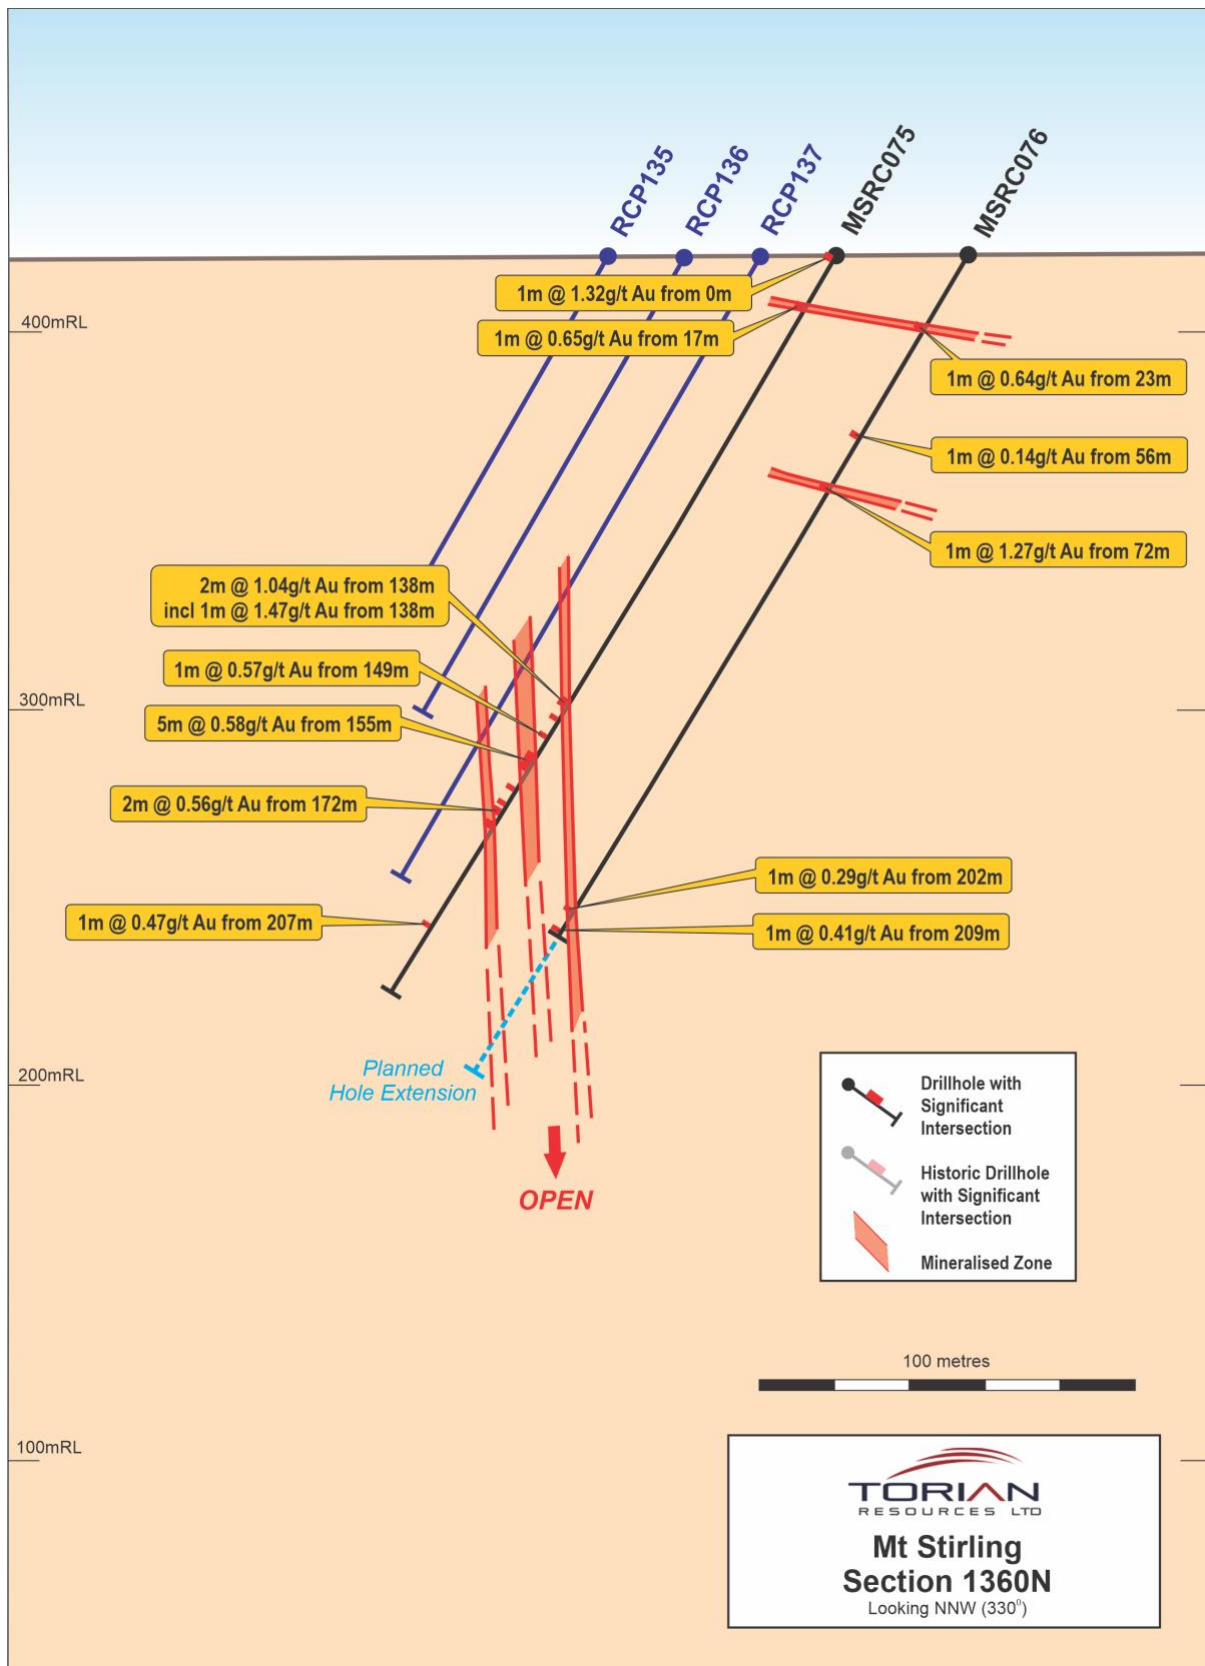 RCP135
RCP136
RCP137
MSRC075
MSRC076
1m @ 1.32g/t Au from 0m
400mRL
1m @ 0.65g/t Au from 17m
1m @ 0.64g/t Au from 23m
1m @ 0.14g/t Au from 56m
1m @ 1.27g/t Au from 72m
2m @ 1.04g/t Au from 138m
incl 1m @ 1.47g/t Au from 138m
1m @ 0.57g/t Au from 149m
300mRL
5m @ 0.58g/t Au from 155m
2m @ 0.56g/t Au from 172m
1m @ 0.29g/t Au from 202m
1m @ 0.47g/t Au from 207m
1m @ 0.41g/t Au from 209m
Planned
Hole Extension
200mRL
OPEN
Drillhole with
Significant
Intersection
Historic Drillhole
with Significant
Intersection
Mineralised Zone
100 metres
100mRL
TORIAN
RESOURCES LTD
Mt Stirling
Section 1360N
Looking NNW (330⁰)